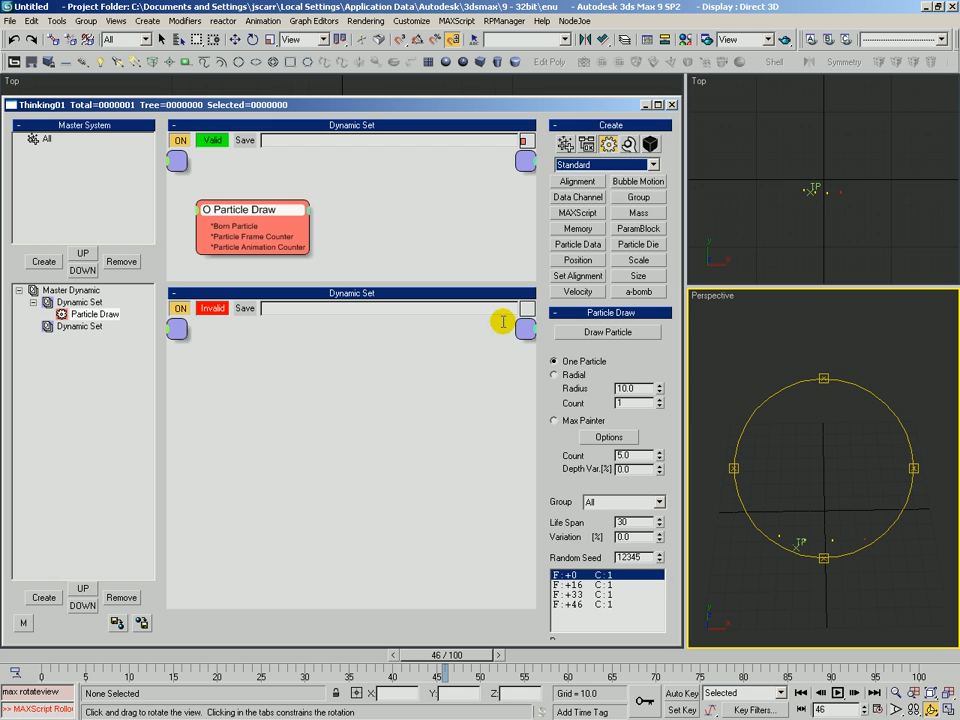 Untitled - Project Folder: C:\Documents and Settings\jscarr\Local Settings\Application Data\Autodesk\3dsmax\9 - 32bit\enu - Autodesk 3ds Max 9 SP2 - Display : Direct 3D
File Edit Tools Group Views Create Modifiers reactor Animation Graph Editors Rendering Customize MAXScript RPManager Help NodeJoe
All View View
Edit Poly Shell Symmetry
Top Top
Thinking01 Total=0000001 Tree=0000000 Selected=0000000
Master System Dynamic Set Create
All ON Valid Save
Standard
Alignment Bubble Motion
Data Channel Group
MAXScript Mass
O Particle Draw Memory ParamBlock
*Born Particle
*Particle Frame Counter
*Particle Animation Counter
Particle Data Particle Die
UP
Create Remove
DOWN
Position Scale
Set Alignment Size
Velocity a-bomb
Master Dynamic Dynamic Set Perspective
Dynamic Set
ON Invalid Save
Particle Draw Particle Draw
Dynamic Set
Draw Particle
One Particle
Radial
Radius 10.0
Count 1
Max Painter
Options
Count 5.0
Depth Var.[%] 0.0
Group All
Life Span 30
Variation [%] 0.0
Random Seed 12345
F:+0 C:1
F:+16 C:1
F:+33 C:1
F:+46 C:1
UP
Create Remove
DOWN
M
TP
TP
< 46 / 100 >
0 5 10 15 20 25 30 35 40 45 50 55 60 65 70 75 80 85 90 95 100
max rotateview None Selected X: Y: Z: Grid = 10.0 Auto Key Selected
>> MAXScript Rollo Click and drag to rotate the view. Clicking in the tabs constrains the rotation Add Time Tag Set Key Key Filters... 46